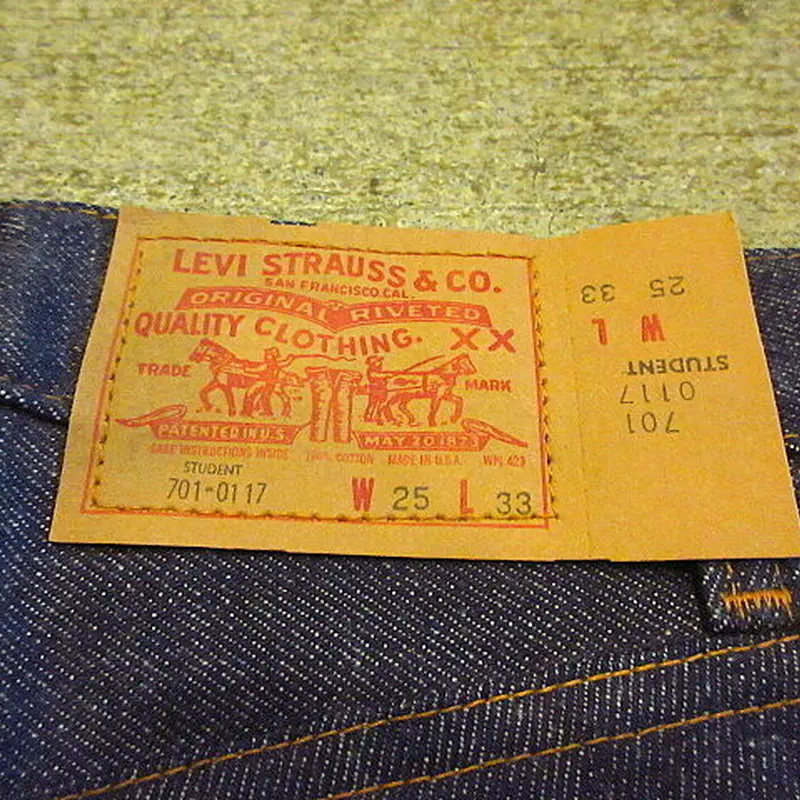 LEVI STRAUSS & CO.
SAN FRANCISCO CAL.
ORIGINAL RIVETED
QUALITY CLOTHING. XX
TRADE MARK
PATENTED IN U.S. MAY 20 1873
CARE INSTRUCTIONS INSIDE 100% COTTON MADE IN U.S.A. WPL 423
STUDENT
701-0117 W 25 L 33
701
0117
STUDENT
W L
25 33